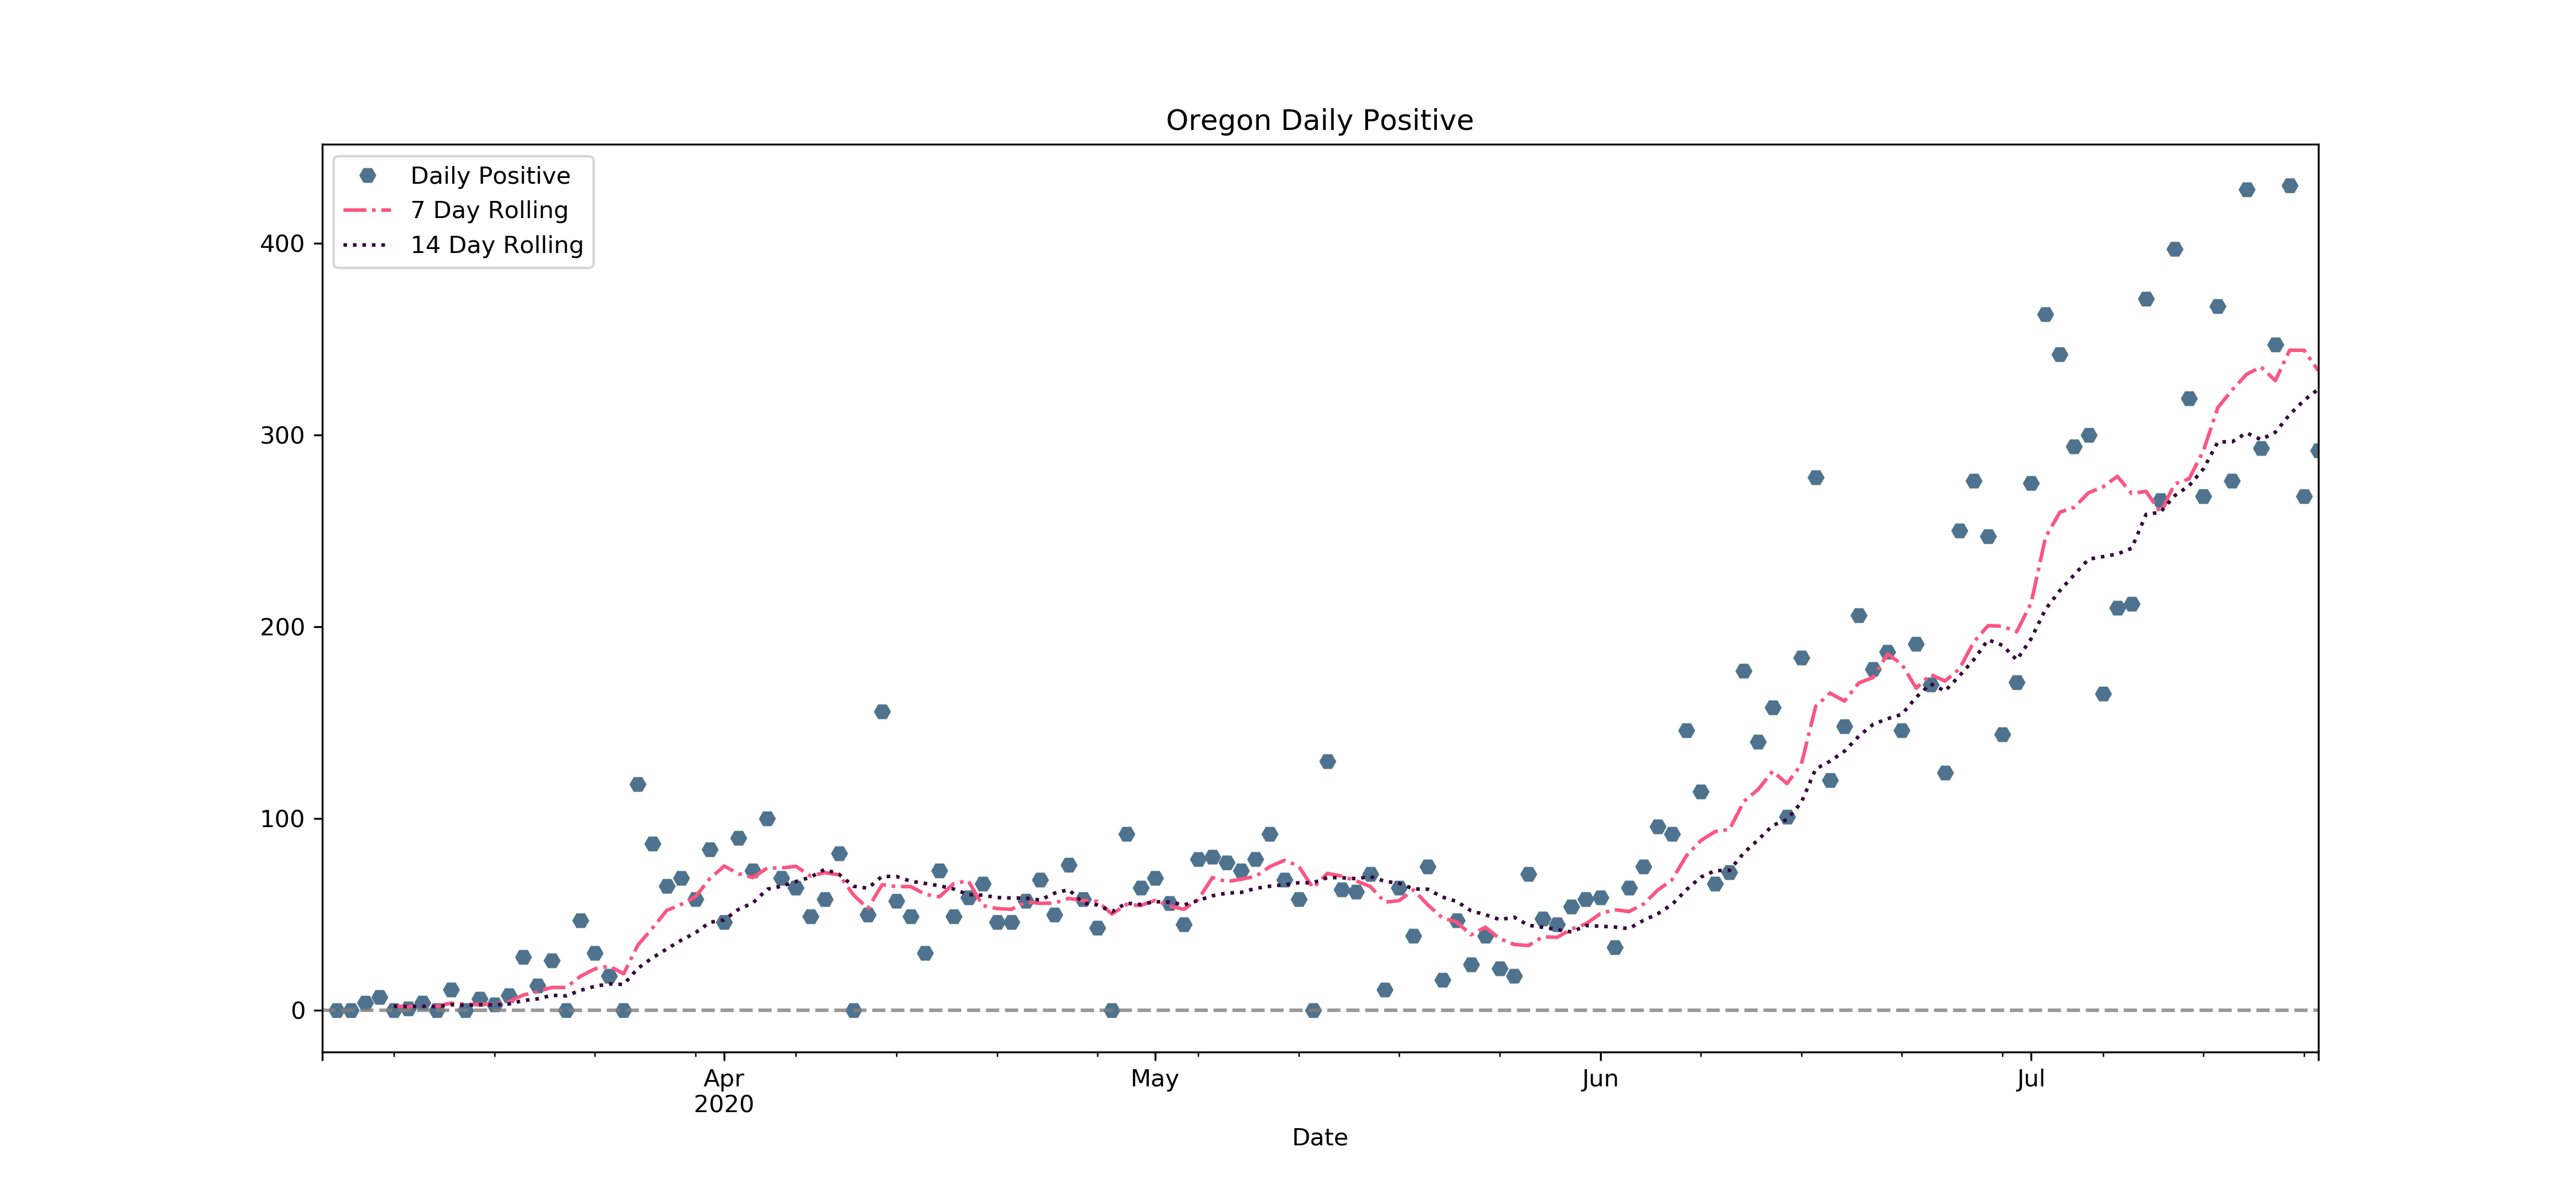 Oregon Daily Positive
Daily Positive
7 Day Rolling
14 Day Rolling
400
300
200
100
0
Apr
2020
May
Jun
Jul
Date